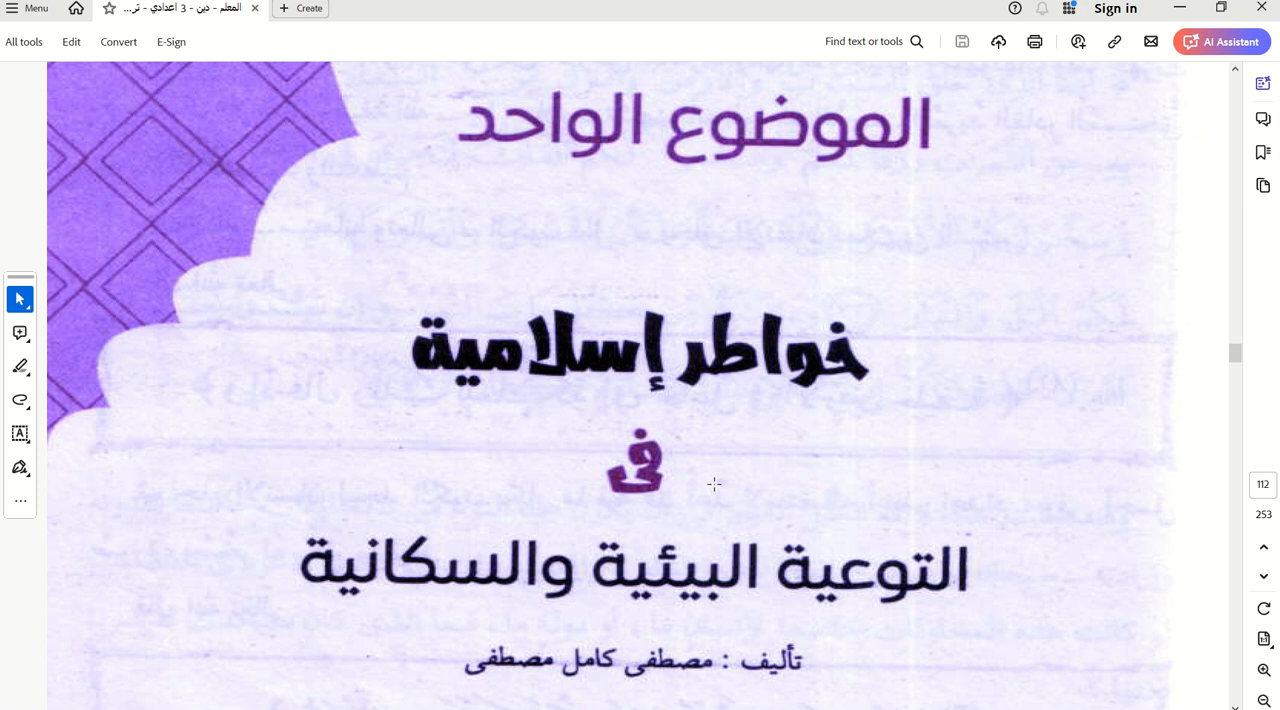 Menu
المعلم - دين - 3 اعدادي - تر...
Create
Sign in
All tools
Edit
Convert
E-Sign
Find text or tools
AI Assistant
الموضوع الواحد
خواطر إسلامية
فى
التوعية البيئية والسكانية
تأليف : مصطفى كامل مصطفى
112
253